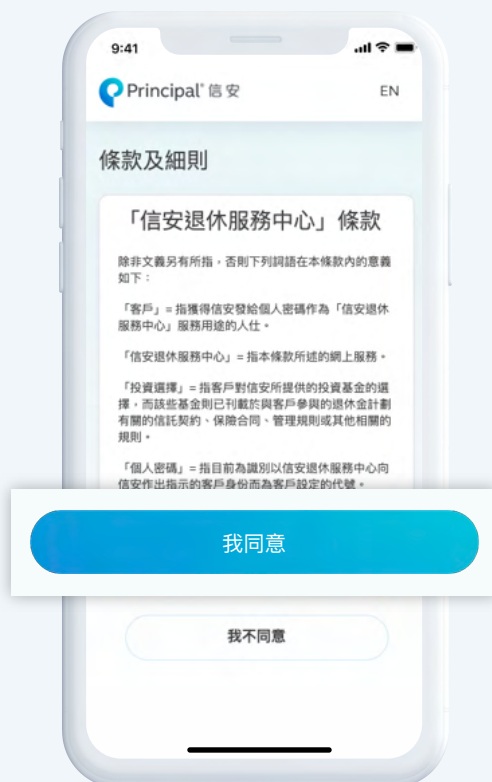 9:41
Principal® 信安
EN
條款及細則
「信安退休服務中心」條款
除非文義另有所指，否則下列詞語在本條款內的意義
如下：
「客戶」= 指獲得信安發給個人密碼作為「信安退休
服務中心」服務用途的人仕。
「信安退休服務中心」= 指本條款所述的網上服務。
「投資選擇」= 指客戶對信安所提供的投資基金的選
擇，而該些基金則已刊載於與客戶參與的退休金計劃
有關的信託契約、保險合同、管理規則或其他相關的
規則。
「個人密碼」= 指目前為識別以信安退休服務中心向
信安作出指示的客戶身份而為客戶設定的代號。
我同意
我不同意